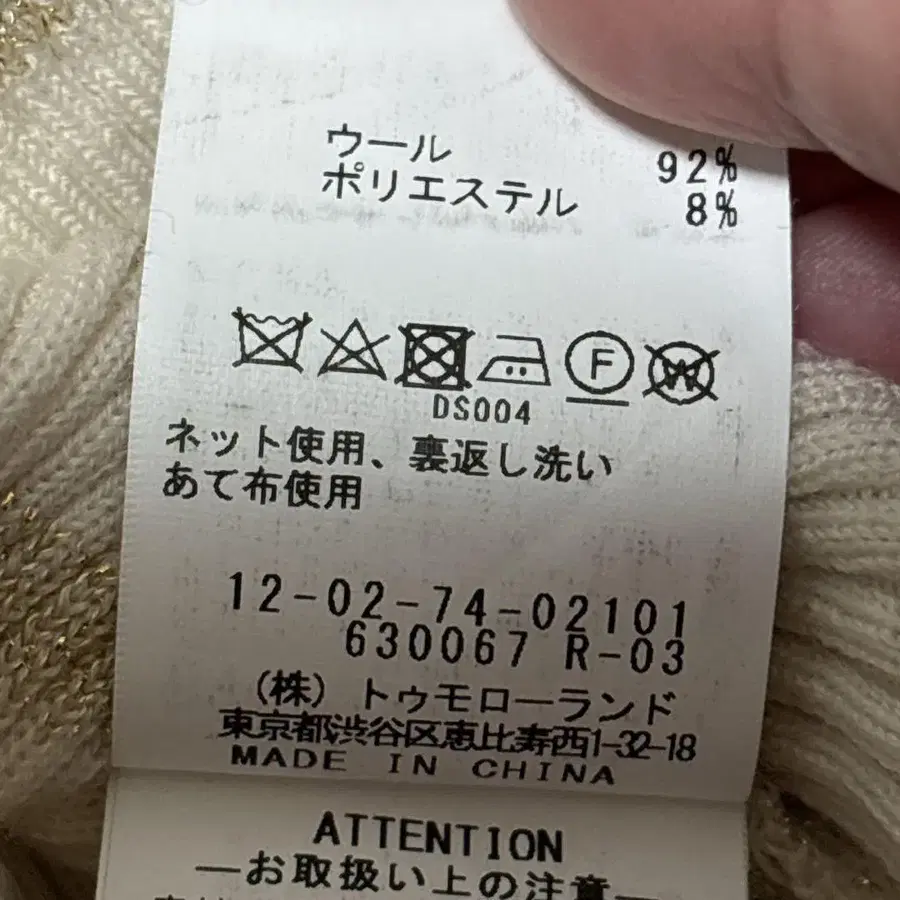 ウール 92%
ポリエステル 8%
F W
DS004
ネット使用、裏返し洗い
あて布使用
12-02-74-02101
630067 R-03
(株) トゥモローランド
東京都渋谷区恵比寿西1-32-18
MADE IN CHINA
ATTENTION
―お取扱い上の注意―